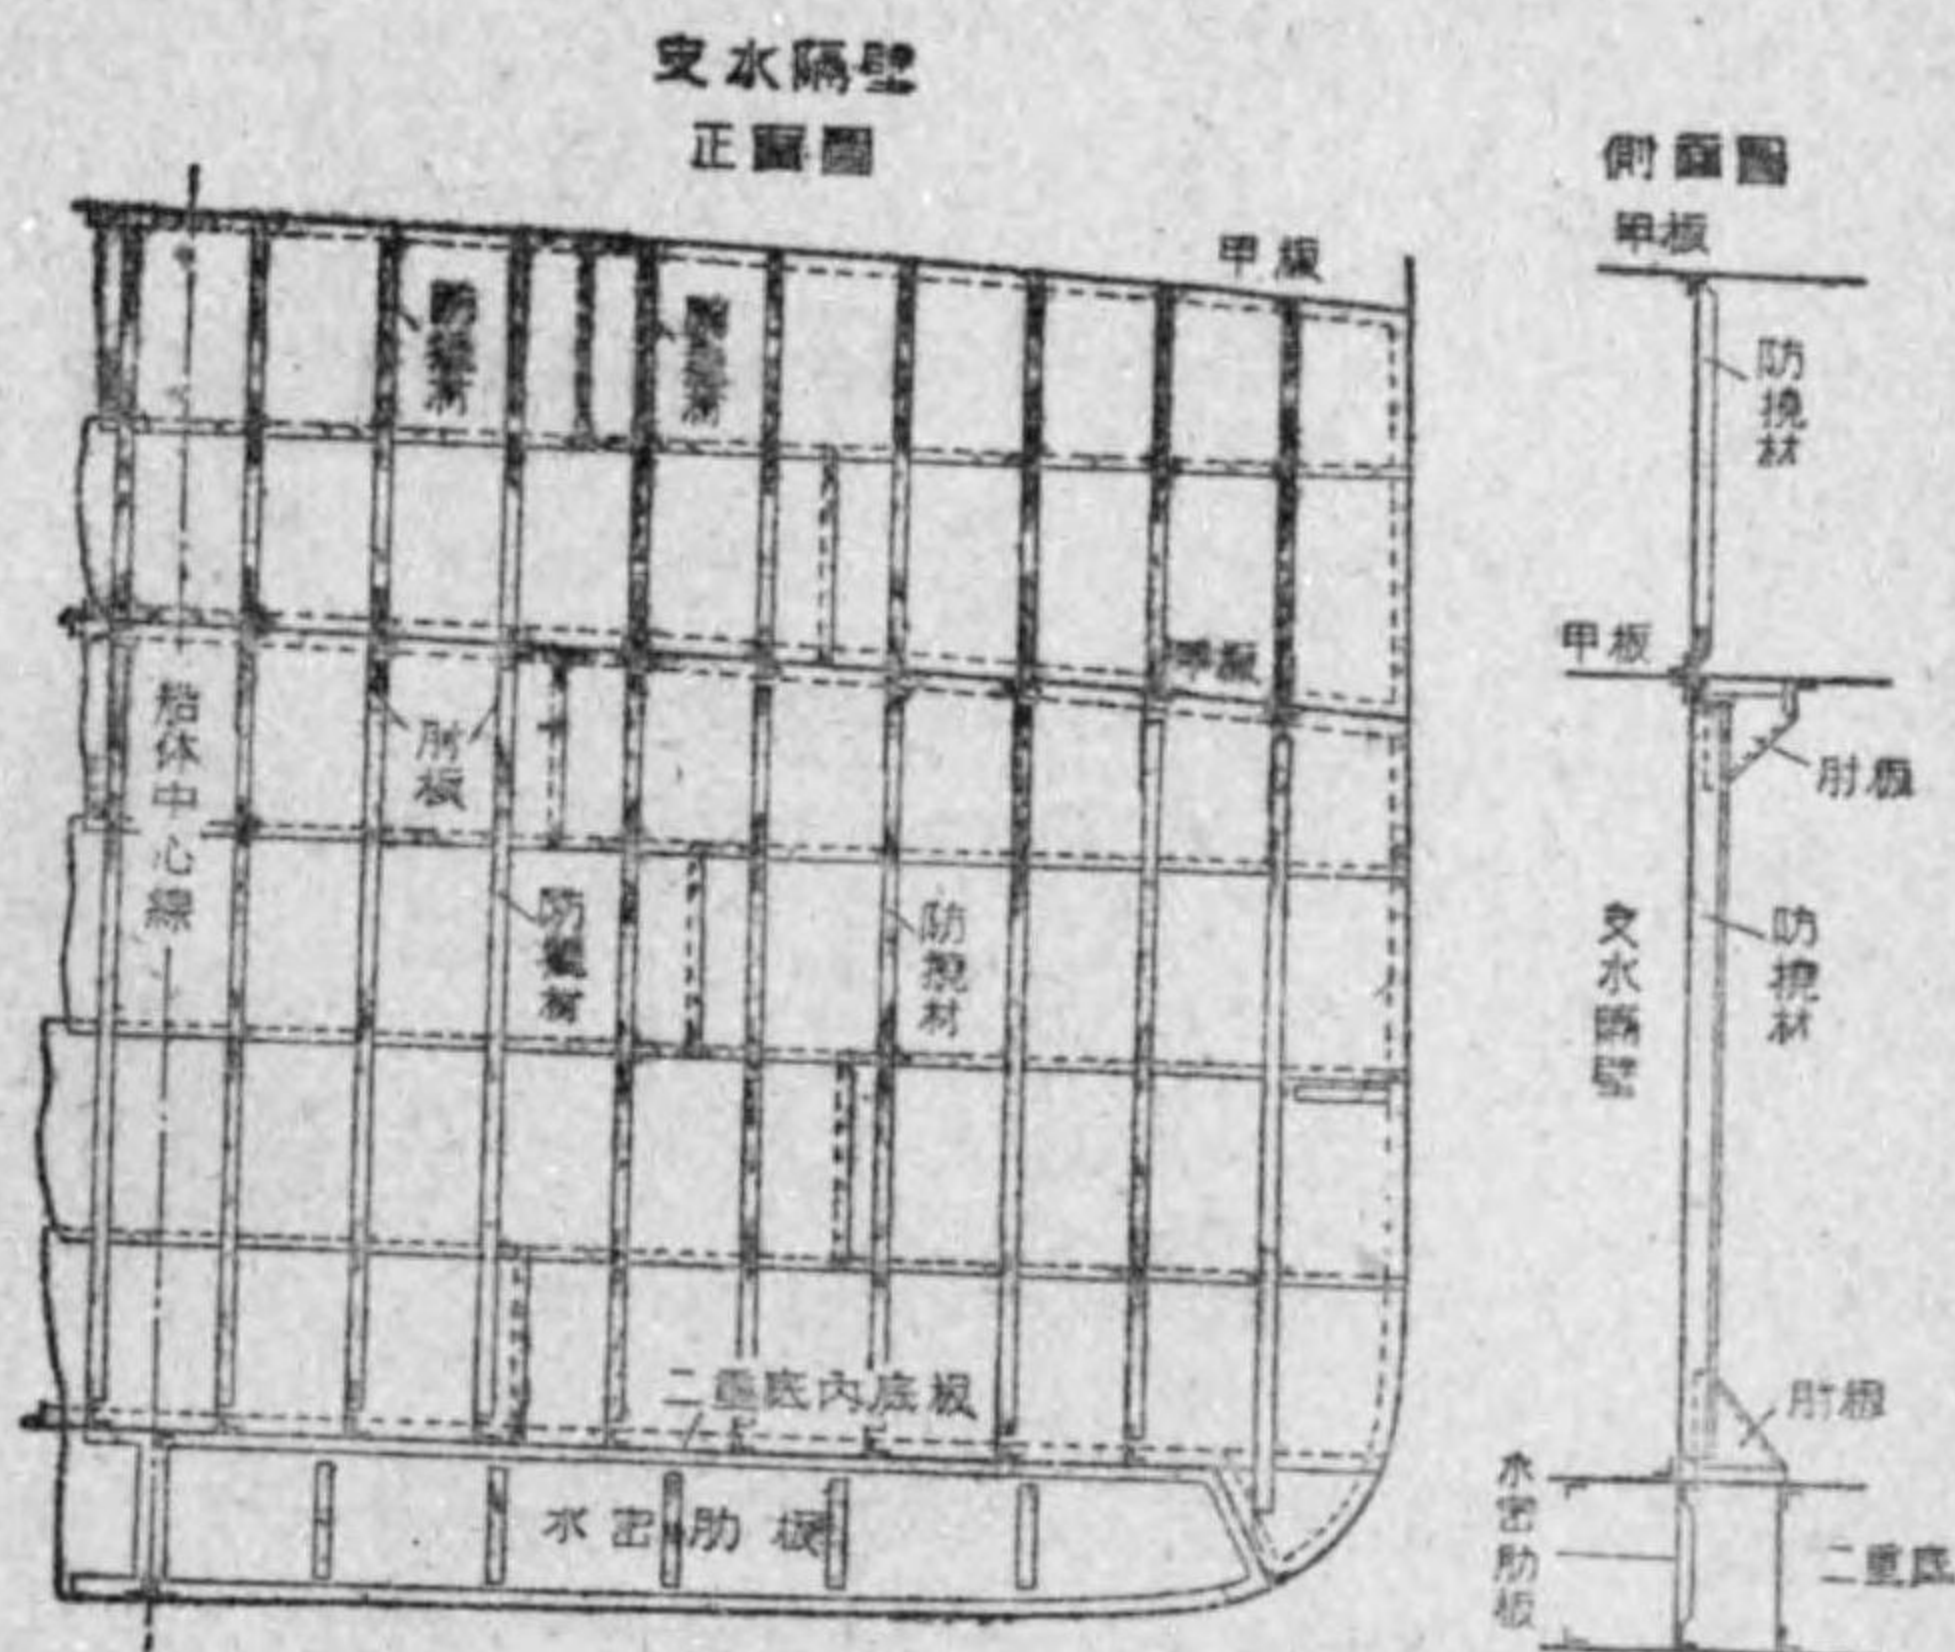 支水隔壁
正面圖
側面圖
甲板
甲板
防撓材
防撓材
防撓材
甲板
甲板
肘板
肘板
船体中心線
防撓材
防撓材
支水隔壁
防撓材
二重底內底板
肘板
水密肋板
水密肋板
二重底